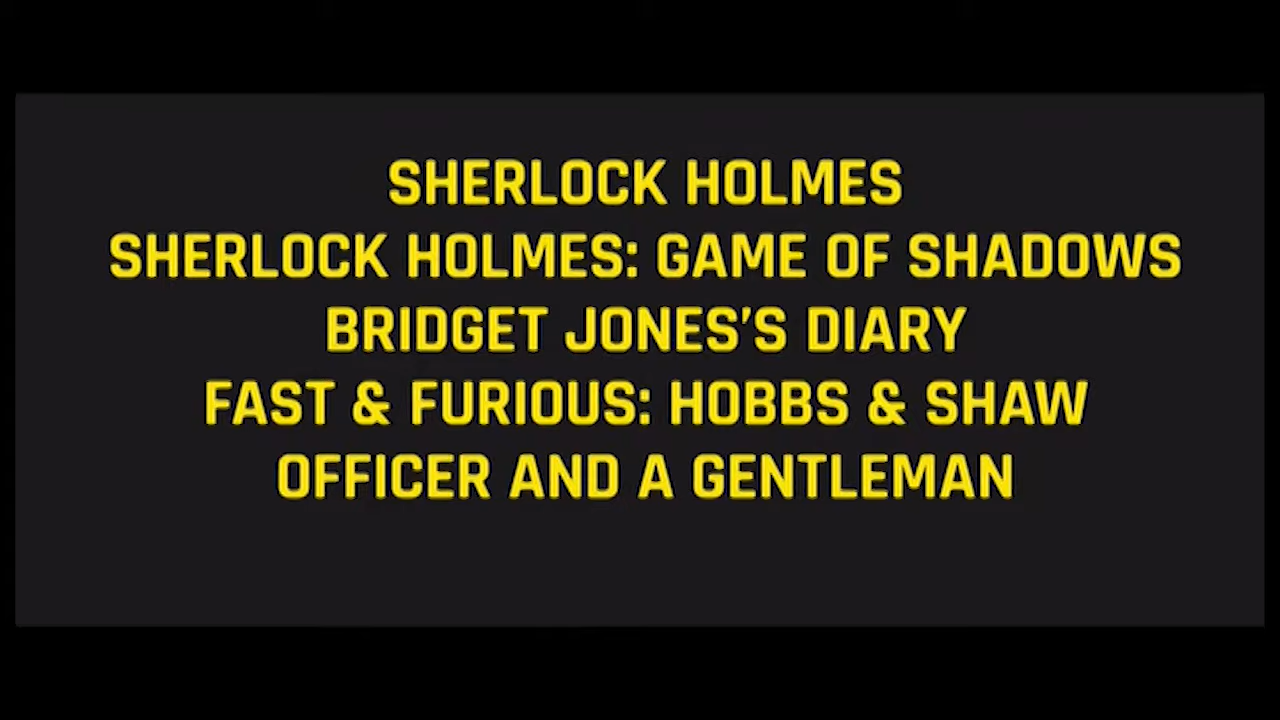 SHERLOCK HOLMES
SHERLOCK HOLMES: GAME OF SHADOWS
BRIDGET JONES'S DIARY
FAST & FURIOUS: HOBBS & SHAW
OFFICER AND A GENTLEMAN